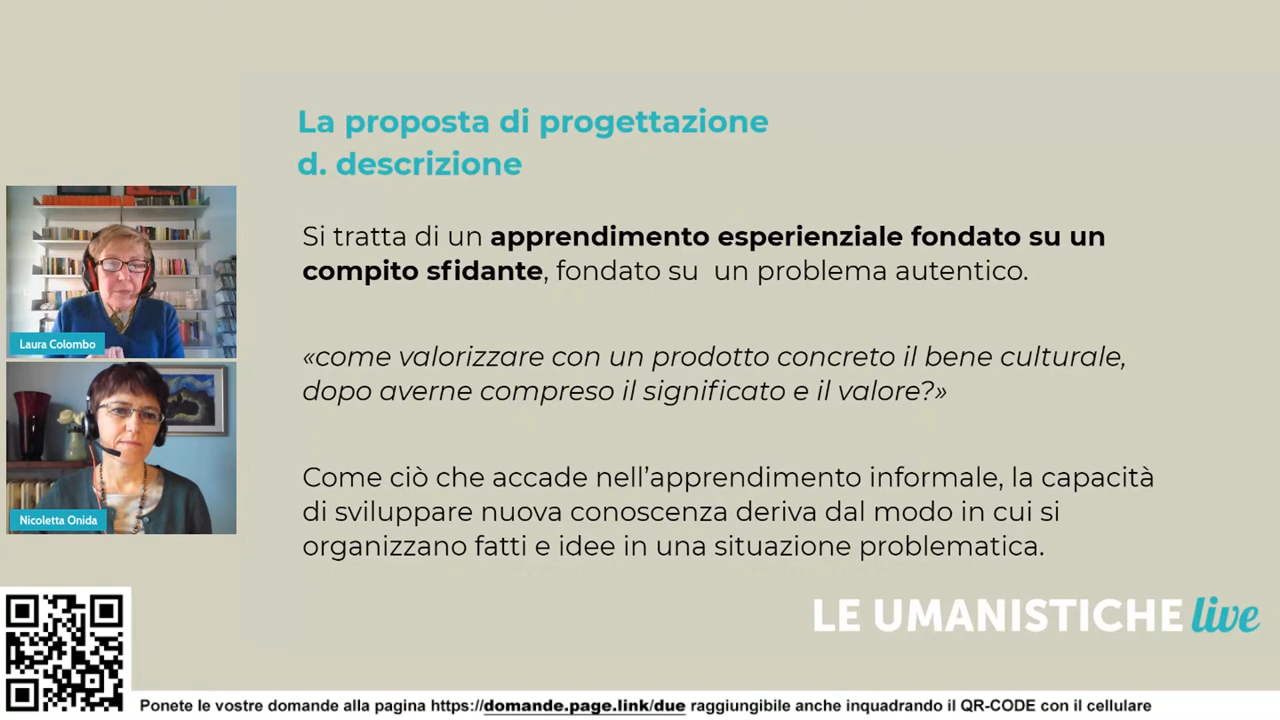 La proposta di progettazione
d. descrizione
Si tratta di un apprendimento esperienziale fondato su un
compito sfidante, fondato su un problema autentico.
«come valorizzare con un prodotto concreto il bene culturale,
dopo averne compreso il significato e il valore?»
Come ciò che accade nell’apprendimento informale, la capacità
di sviluppare nuova conoscenza deriva dal modo in cui si
organizzano fatti e idee in una situazione problematica.
Laura Colombo
Nicoletta Onida
LE UMANISTICHE live
Ponete le vostre domande alla pagina https://domande.page.link/due raggiungibile anche inquadrando il QR-CODE con il cellulare